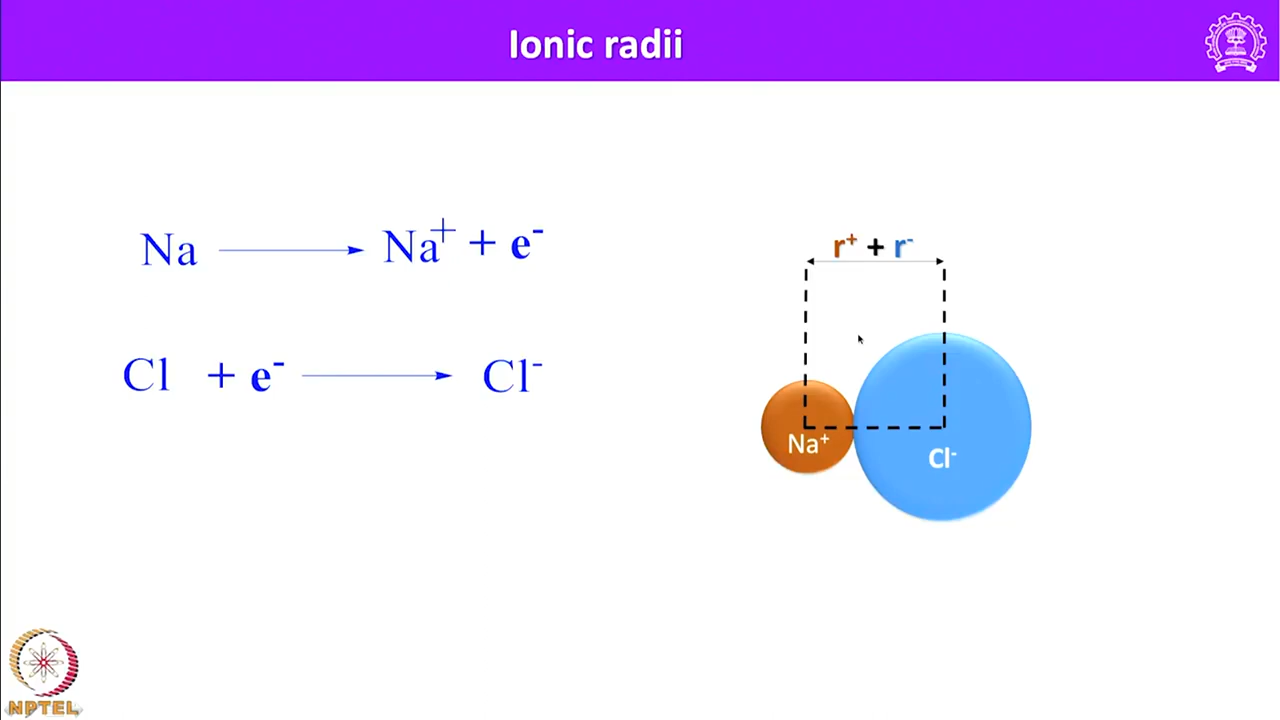 Ionic radii
Na ⟶ Na⁺ + e⁻
Cl + e⁻ ⟶ Cl⁻
r⁺ + r⁻
Na⁺
Cl⁻
NPTEL